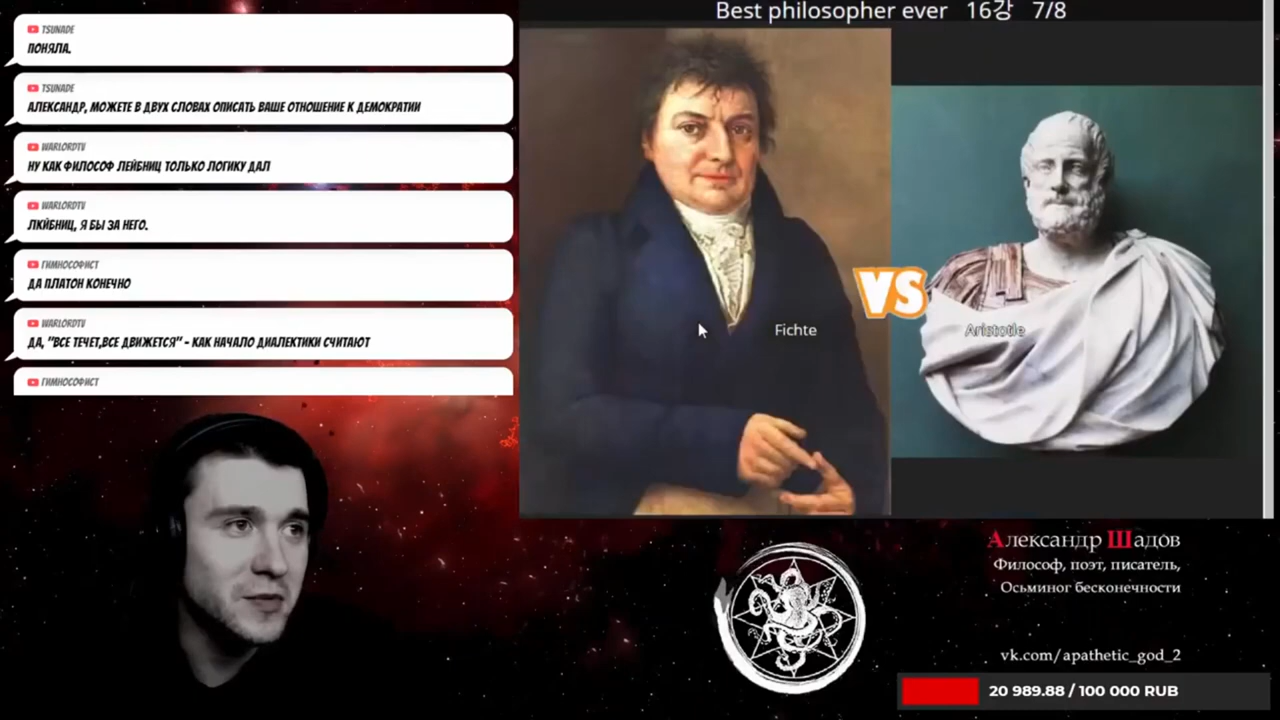 TSUNADE
ПОНЯЛА.
TSUNADE
АЛЕКСАНДР, МОЖЕТЕ В ДВУХ СЛОВАХ ОПИСАТЬ ВАШЕ ОТНОШЕНИЕ К ДЕМОКРАТИИ
WARLORDTV
НУ КАК ФИЛОСОФ ЛЕЙБНИЦ ТОЛЬКО ЛОГИКУ ДАЛ
WARLORDTV
ЛКЙБНИЦ, Я БЫ ЗА НЕГО.
ГИМНОСОФИСТ
ДА ПЛАТОН КОНЕЧНО
WARLORDTV
ДА, "ВСЕ ТЕЧЕТ,ВСЕ ДВИЖЕТСЯ" - КАК НАЧАЛО ДИАЛЕКТИКИ СЧИТАЮТ
ГИМНОСОФИСТ
Best philosopher ever 16강 7/8
VS
Fichte
Aristotle
Александр Шадов
Философ, поэт, писатель,
Осьминог бесконечности
vk.com/apathetic_god_2
20 989.88 / 100 000 RUB